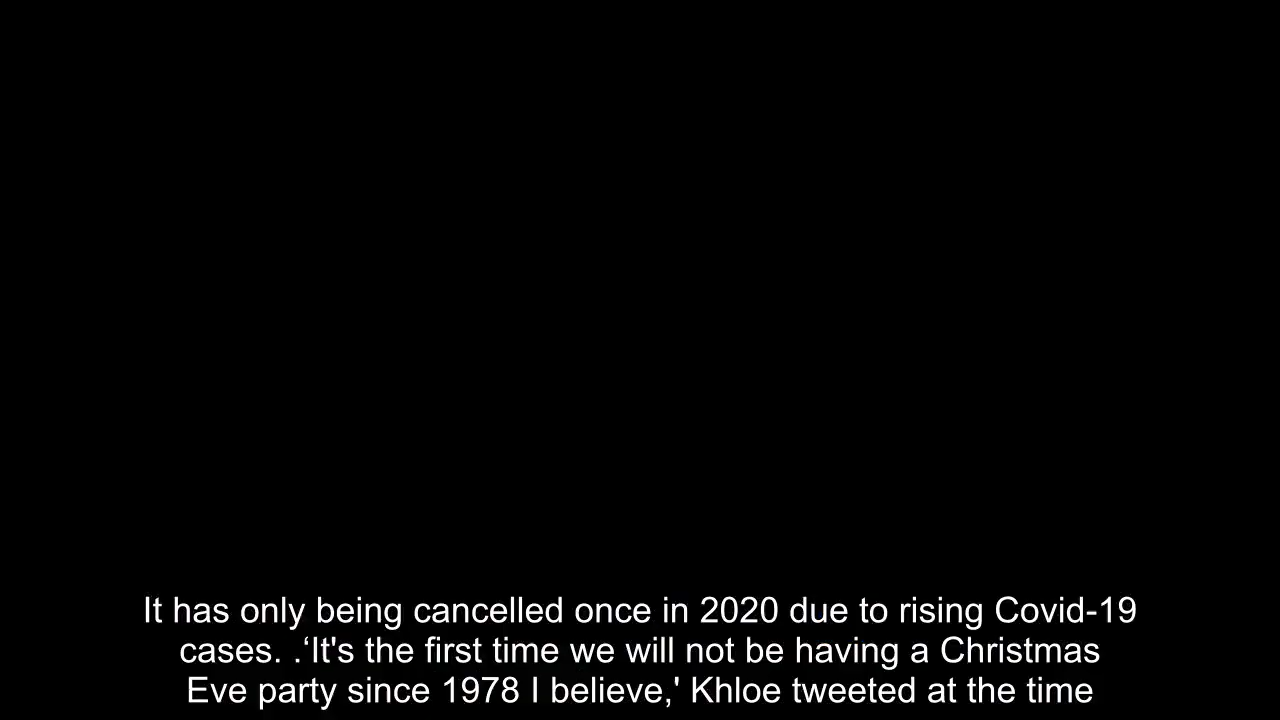 It has only being cancelled once in 2020 due to rising Covid-19
cases. .‘It's the first time we will not be having a Christmas
Eve party since 1978 I believe,' Khloe tweeted at the time